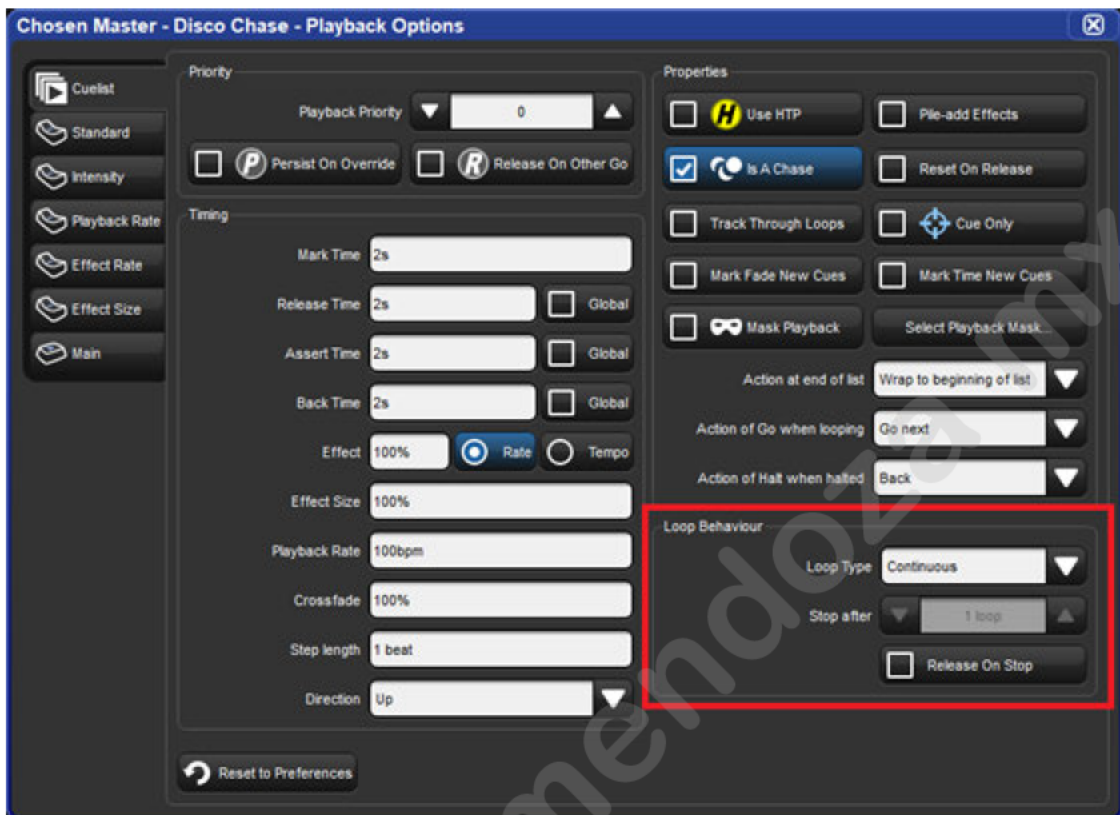 Chosen Master - Disco Chase - Playback Options
Cuelist
Standard
Intensity
Playback Rate
Effect Rate
Effect Size
Main
Priority
Playback Priority 0
P Persist On Override R Release On Other Go
Timing
Mark Time 2s
Release Time 2s Global
Assert Time 2s Global
Back Time 2s Global
Effect 100% Rate Tempo
Effect Size 100%
Playback Rate 100bpm
Crossfade 100%
Step length 1 beat
Direction Up
Reset to Preferences
Properties
H Use HTP Pile-add Effects
Is A Chase Reset On Release
Track Through Loops Cue Only
Mark Fade New Cues Mark Time New Cues
Mask Playback Select Playback Mask...
Action at end of list Wrap to beginning of list
Action of Go when looping Go next
Action of Halt when halted Back
Loop Behaviour
Loop Type Continuous
Stop after 1 loop
Release On Stop
mendoza mx